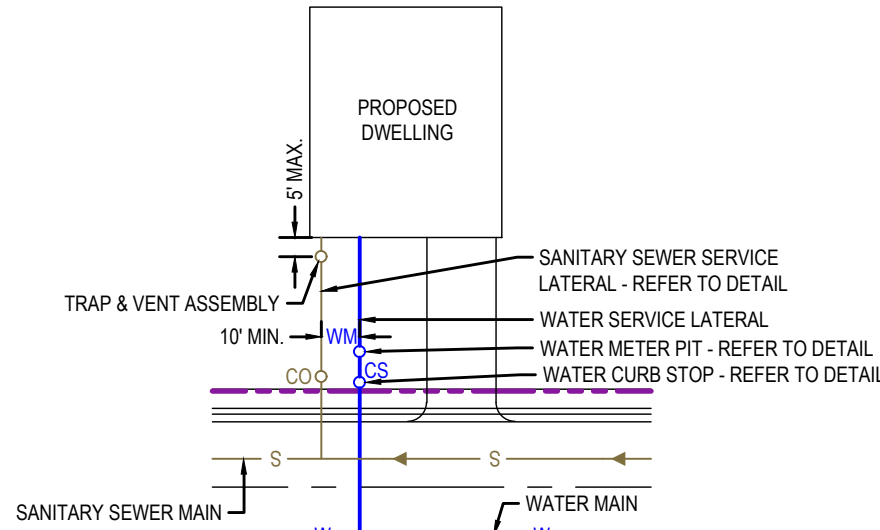 PROPOSED
DWELLING
5' MAX.
SANITARY SEWER SERVICE
LATERAL - REFER TO DETAIL
TRAP & VENT ASSEMBLY
WATER SERVICE LATERAL
10' MIN.
WM
WATER METER PIT - REFER TO DETAIL
CO
CS
WATER CURB STOP - REFER TO DETAIL
S
S
SANITARY SEWER MAIN
WATER MAIN
W
W